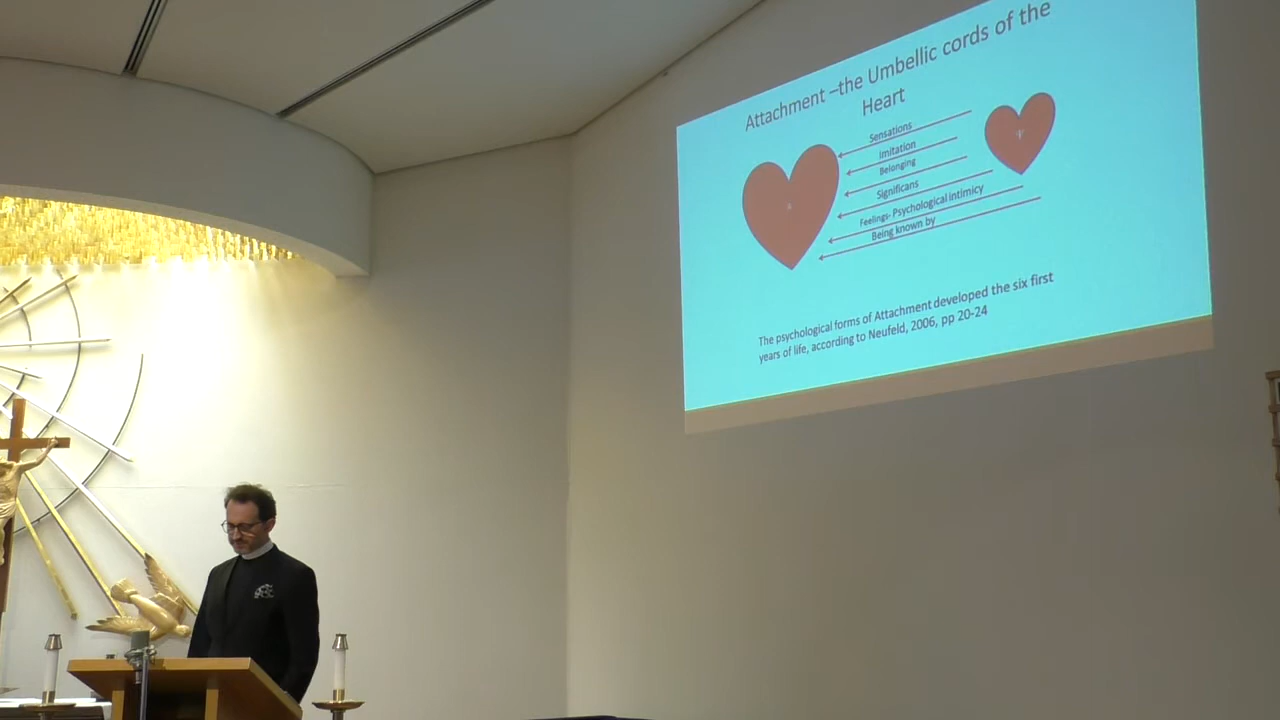 Attachment –the Umbellic cords of the
Heart
Sensations
Imitation
Belonging
Significans
Feelings- Psychological intimicy
Being known by
The psychological forms of Attachment developed the six first
years of life, according to Neufeld, 2006, pp 20-24